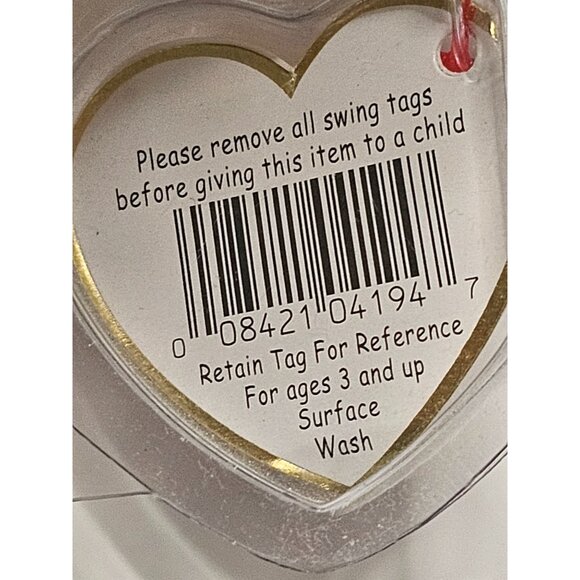 Please remove all swing tags
before giving this item to a child
0 08421 04194 7
Retain Tag For Reference
For ages 3 and up
Surface
Wash